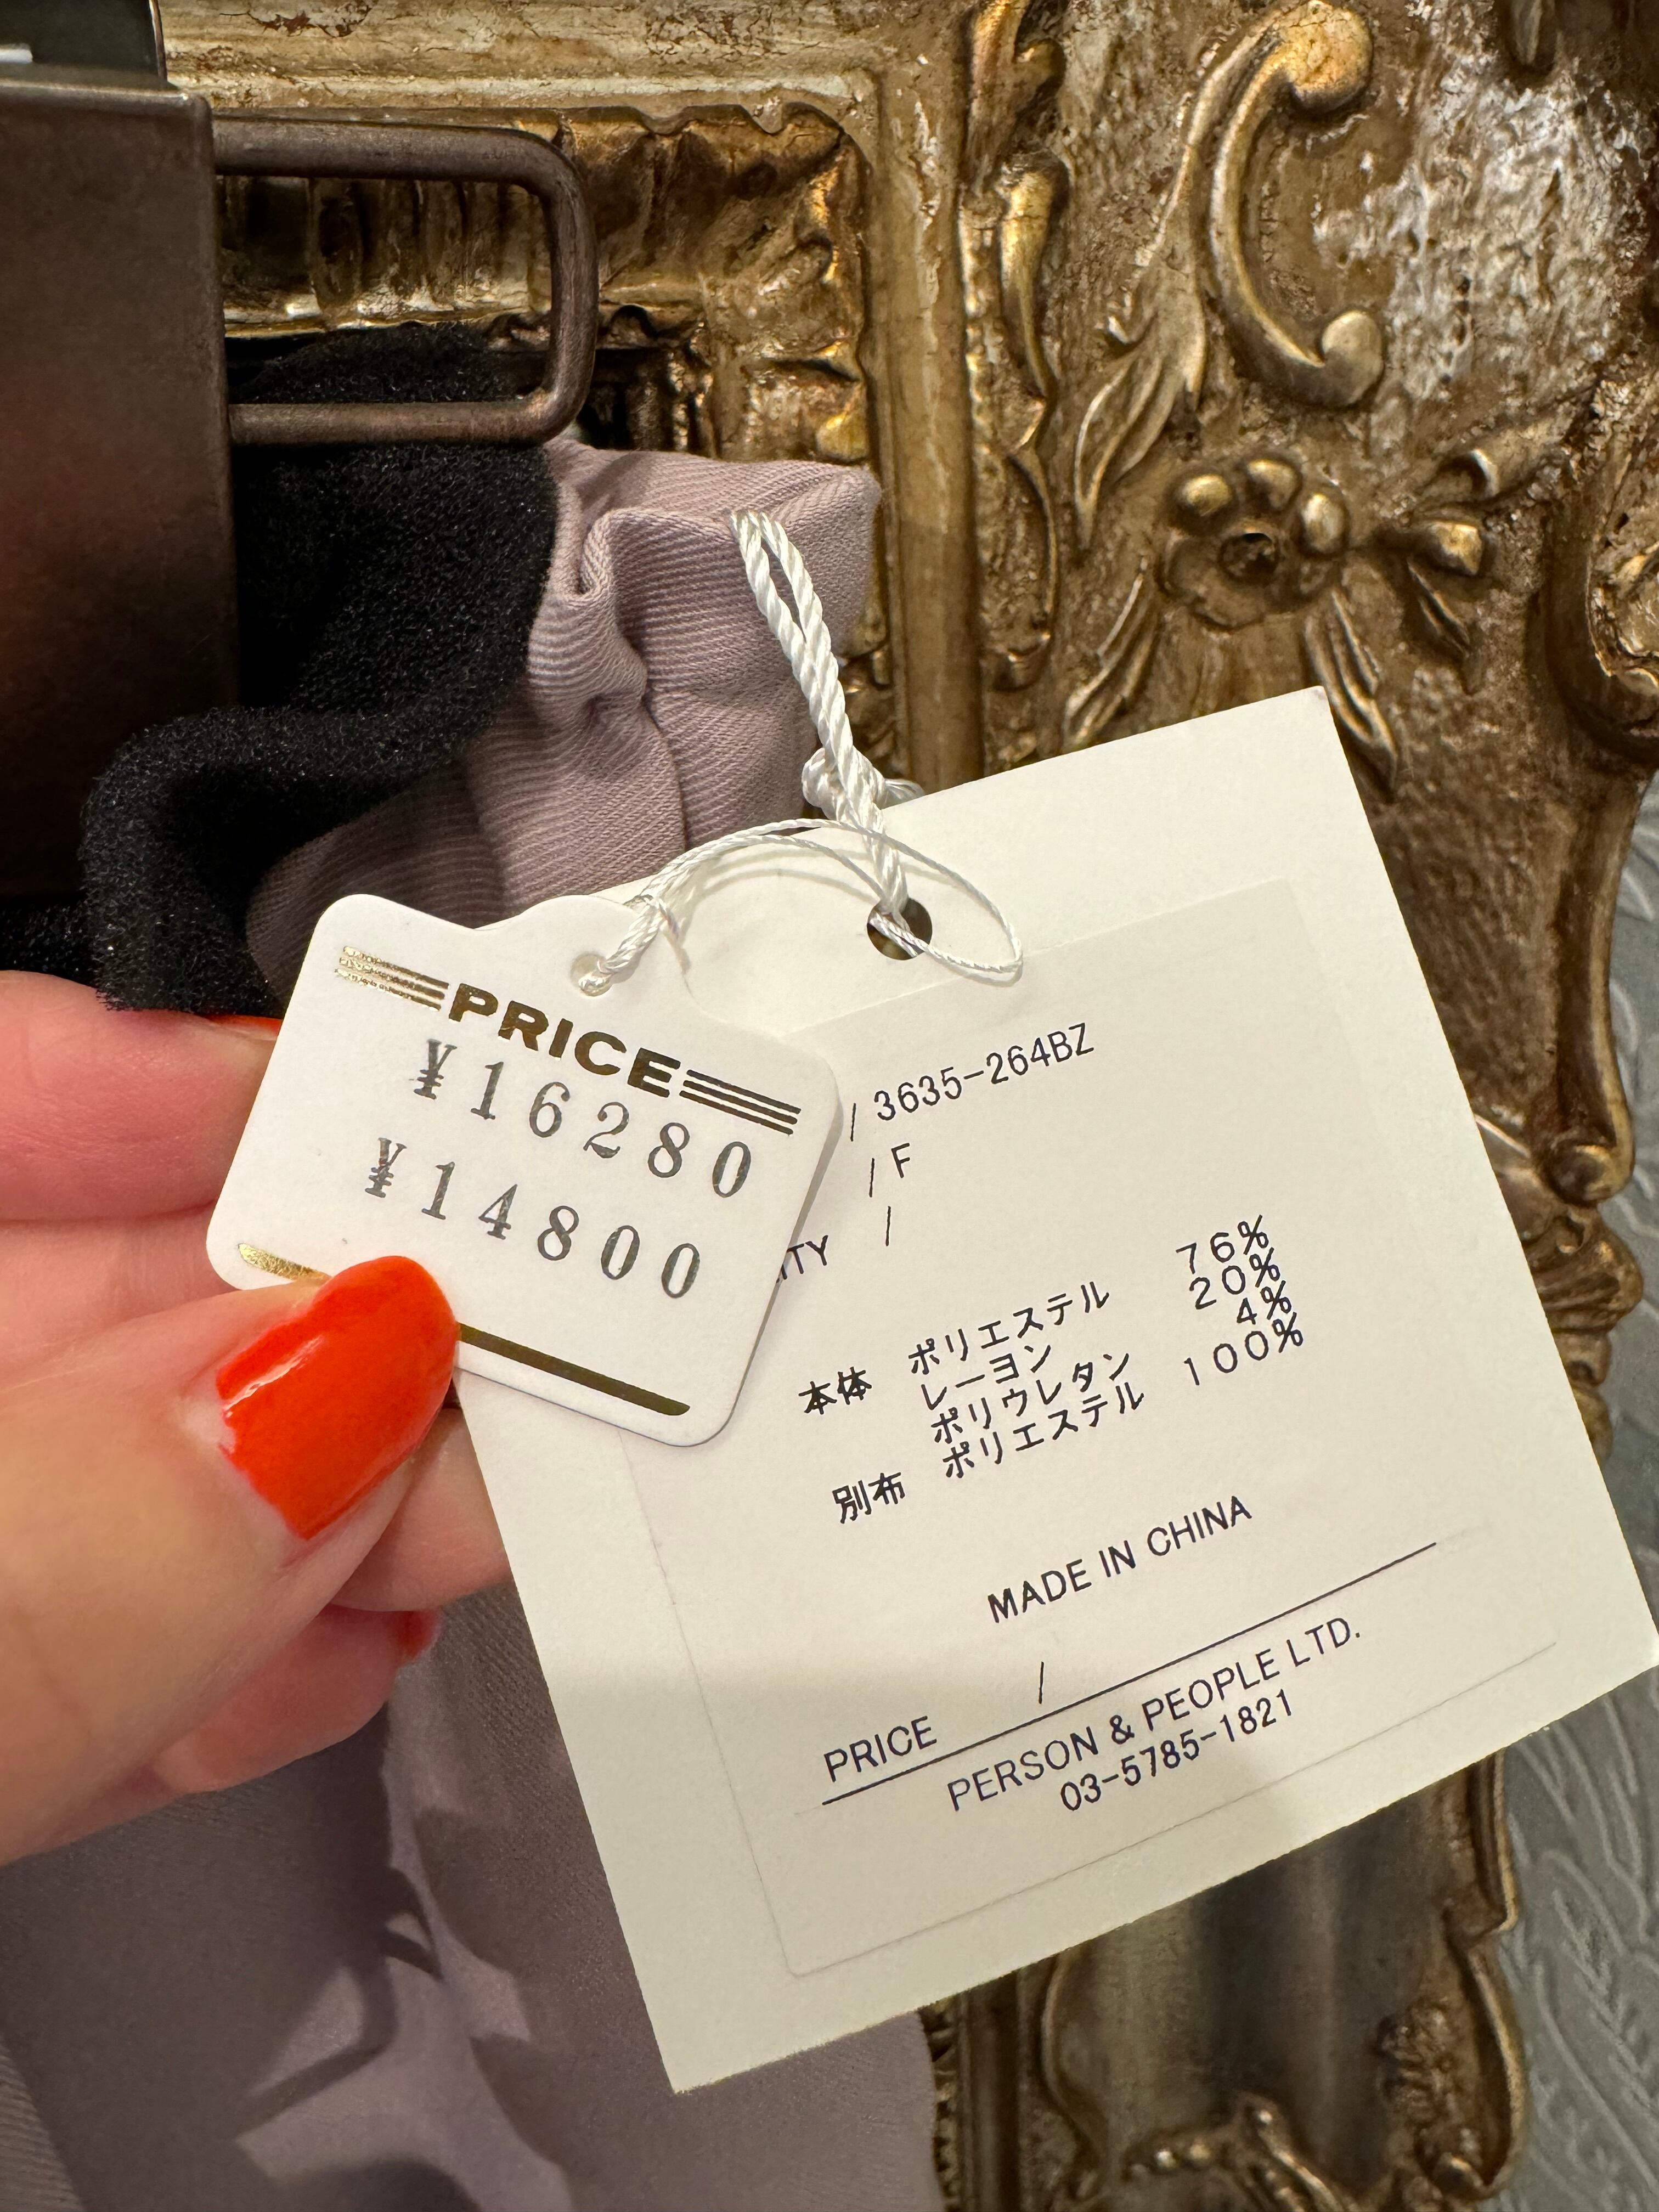 PRICE
¥16280
¥14800
/ 3635-264BZ
/ F
/
本体 ポリエステル 76%
レーヨン 20%
ポリウレタン 4%
別布 ポリエステル 100%
MADE IN CHINA
PRICE /
PERSON & PEOPLE LTD.
03-5785-1821